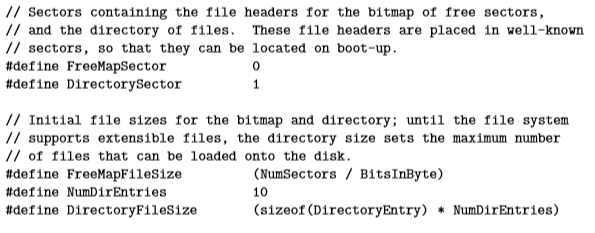 // Sectors containing the file headers for the bitmap of free sectors,
// and the directory of files.  These file headers are placed in well-known
// sectors, so that they can be located on boot-up.
#define FreeMapSector           0
#define DirectorySector         1

// Initial file sizes for the bitmap and directory; until the file system
// supports extensible files, the directory size sets the maximum number
// of files that can be loaded onto the disk.
#define FreeMapFileSize         (NumSectors / BitsInByte)
#define NumDirEntries           10
#define DirectoryFileSize       (sizeof(DirectoryEntry) * NumDirEntries)